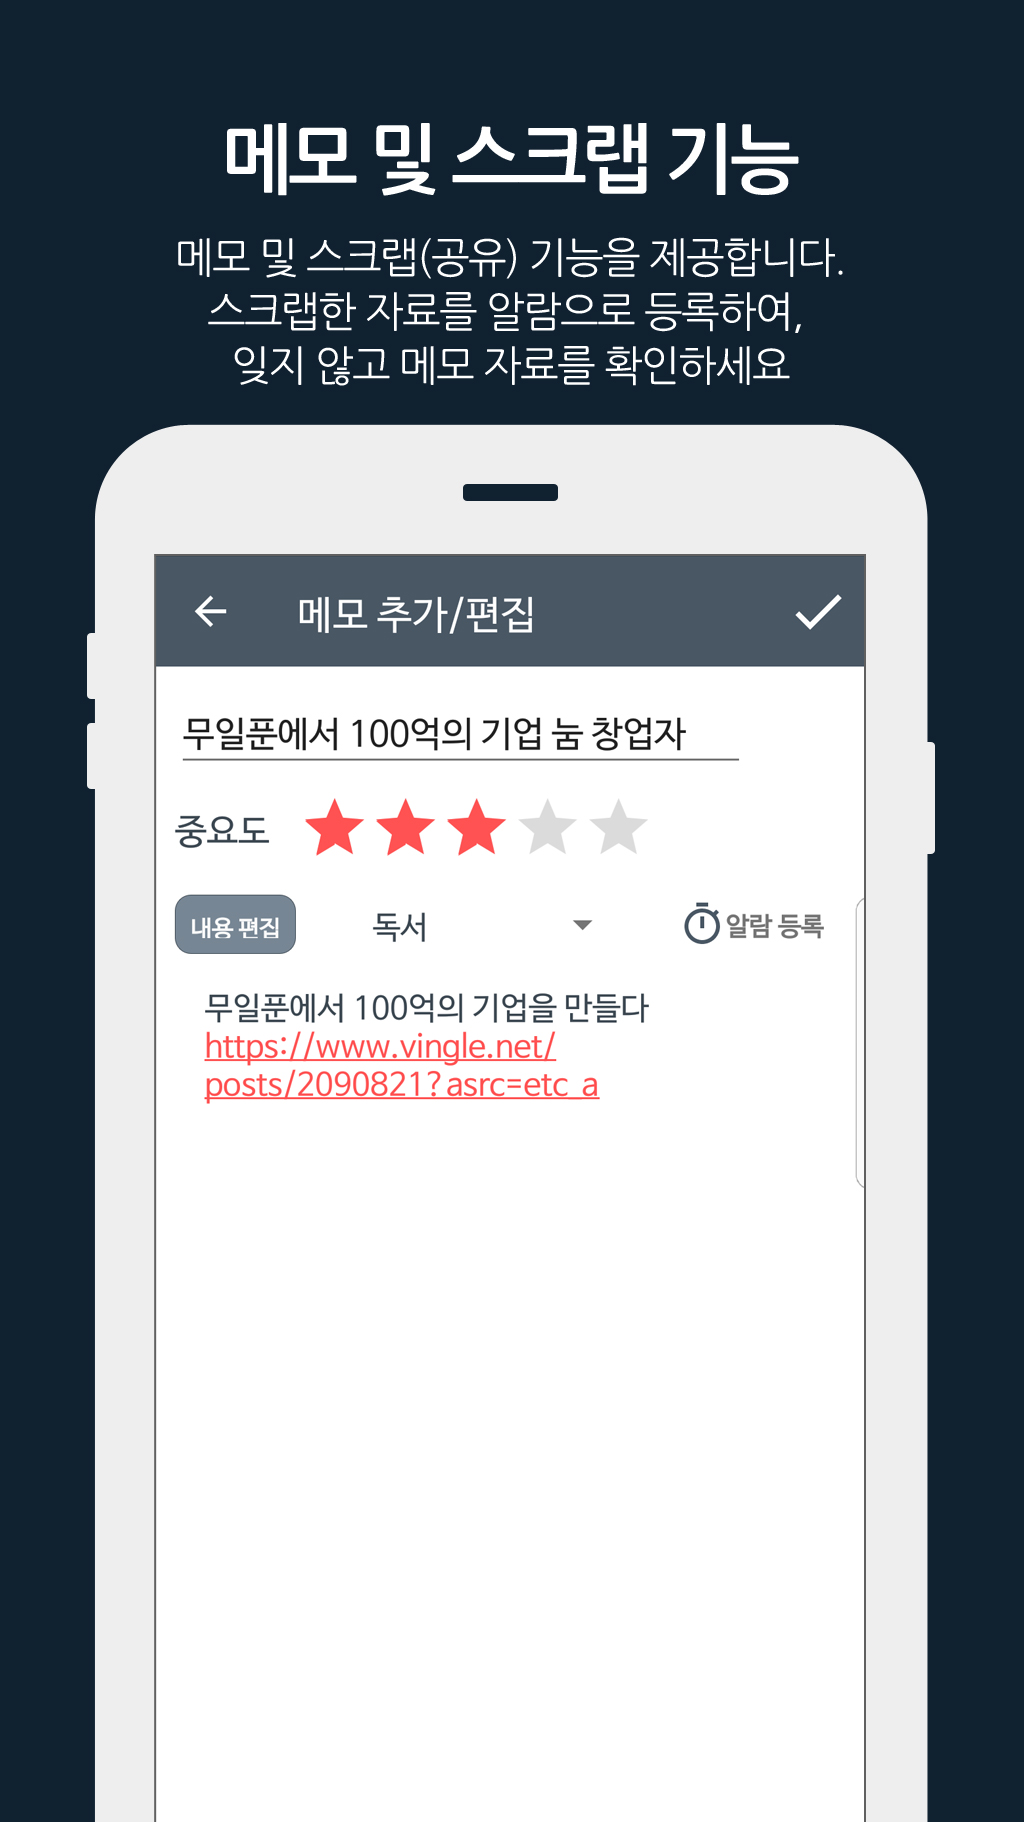 메모 및 스크랩 기능
메모 및 스크랩(공유) 기능을 제공합니다.
스크랩한 자료를 알람으로 등록하여,
잊지 않고 메모 자료를 확인하세요
메모 추가/편집
무일푼에서 100억의 기업 눔 창업자
중요도
내용 편집
독서
알람 등록
무일푼에서 100억의 기업을 만들다
https://www.vingle.net/
posts/2090821?asrc=etc_a